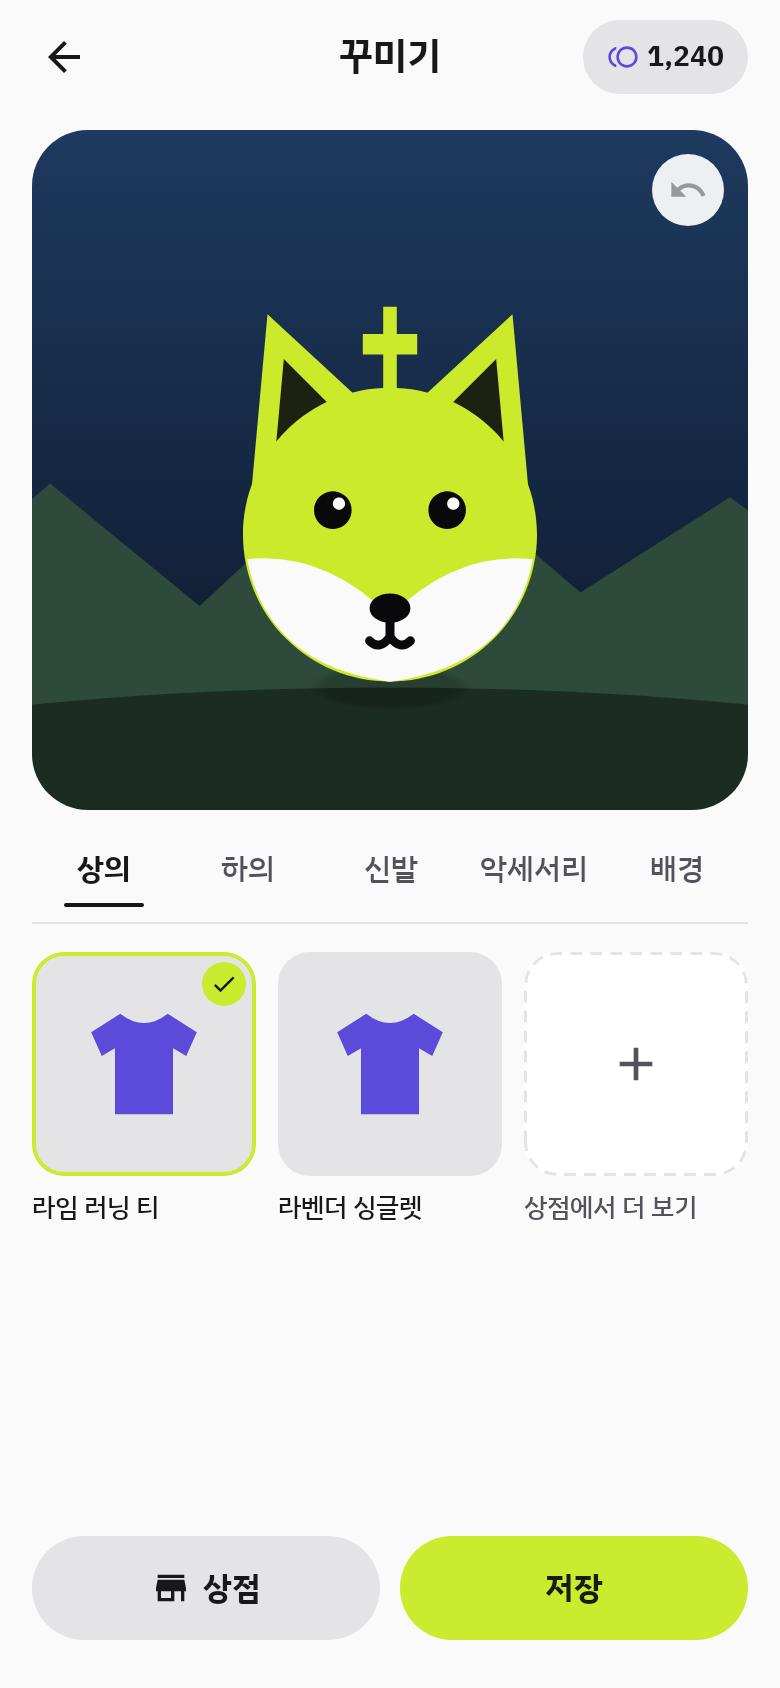 꾸미기
1,240
상의
하의
신발
악세서리
배경
라임 러닝 티
라벤더 싱글렛
상점에서 더 보기
상점
저장